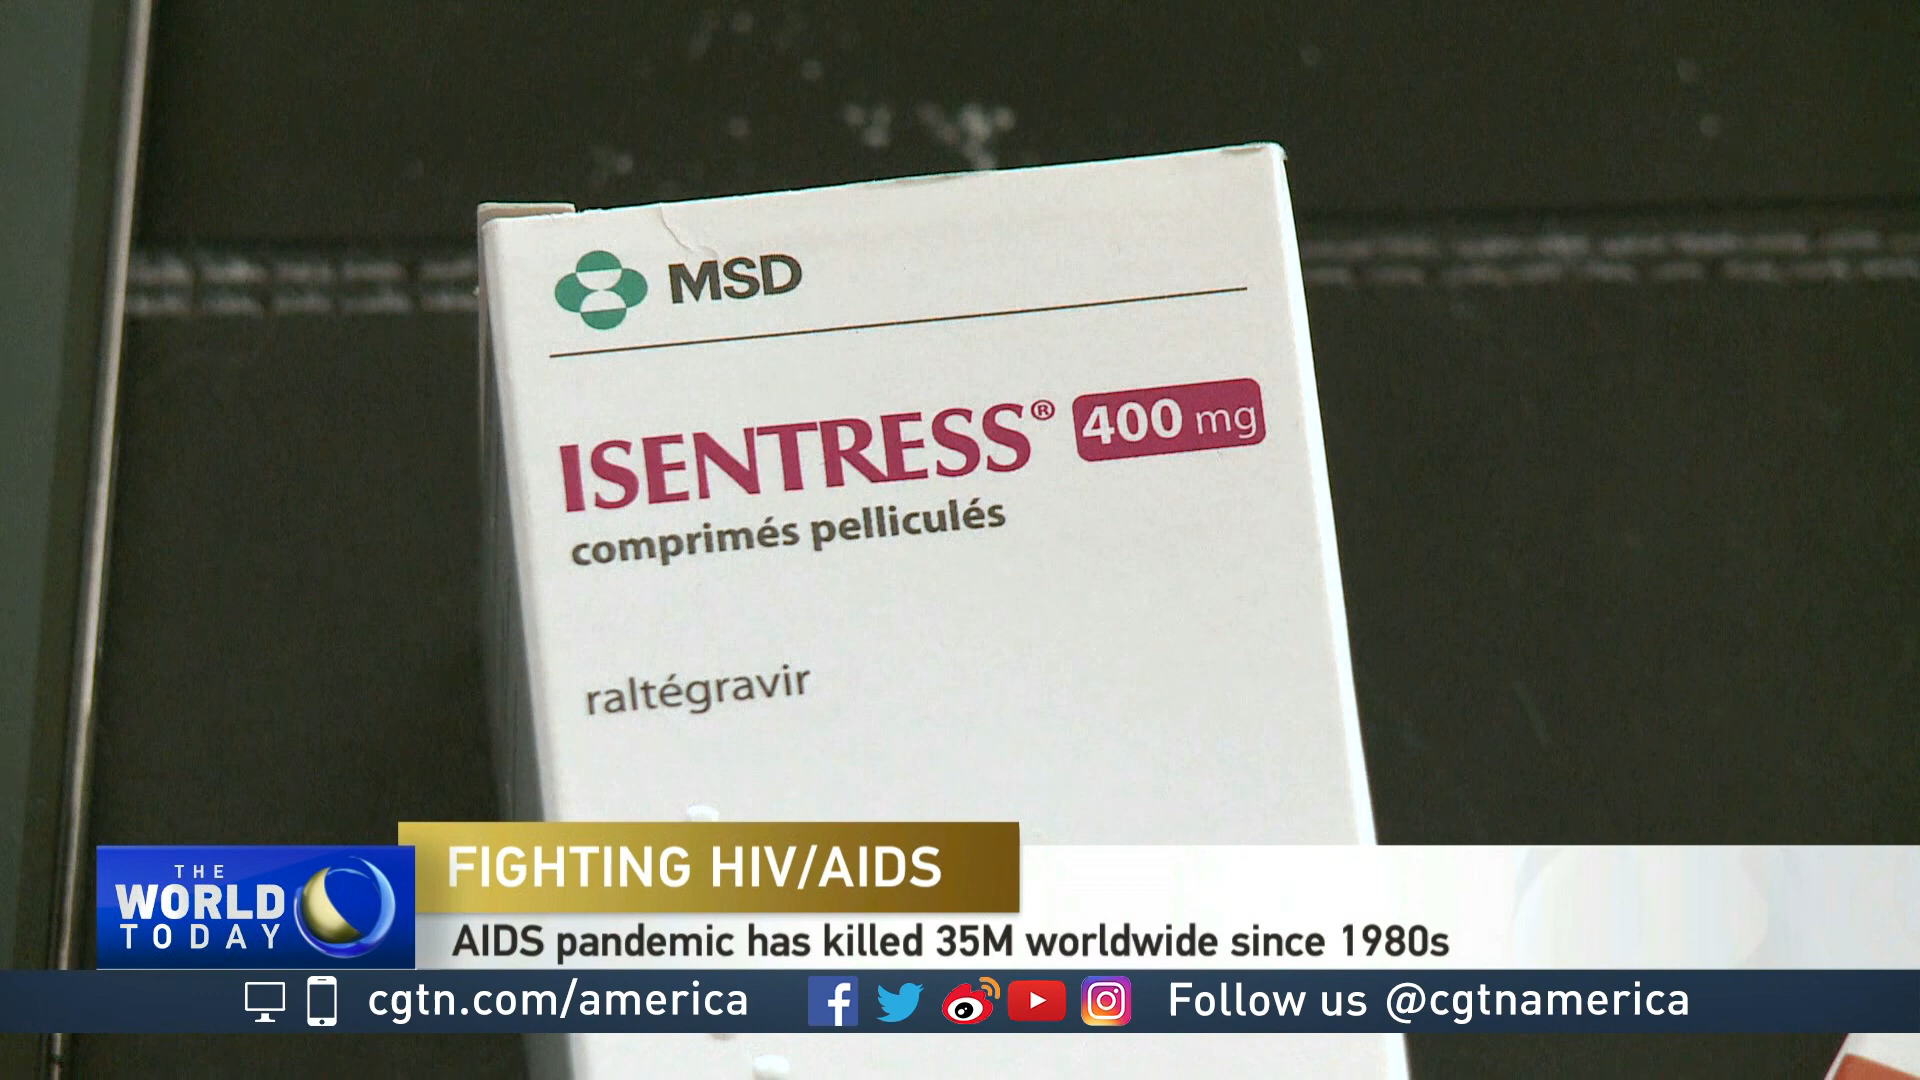 MSD
ISENTRESS® 400 mg
comprimés pelliculés
raltégravir
FIGHTING HIV/AIDS
THE
WORLD
TODAY
AIDS pandemic has killed 35M worldwide since 1980s
cgtn.com/america
Follow us @cgtnamerica